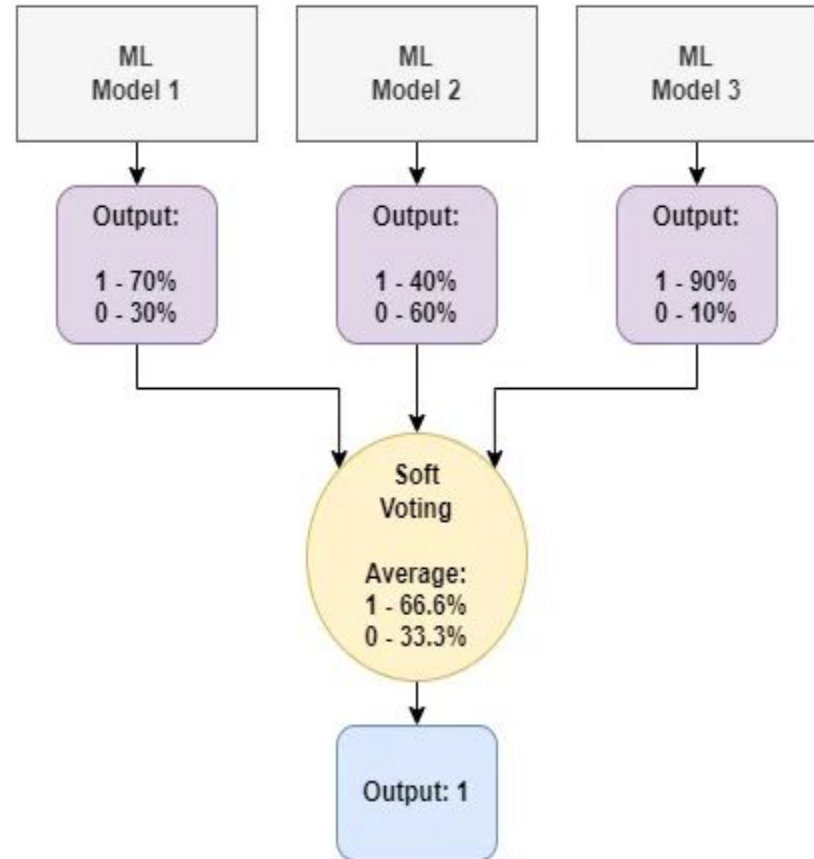 ML
Model 1
ML
Model 2
ML
Model 3
Output:
1 - 70%
0 - 30%
Output:
1 - 40%
0 - 60%
Output:
1 - 90%
0 - 10%
Soft
Voting
Average:
1 - 66.6%
0 - 33.3%
Output: 1